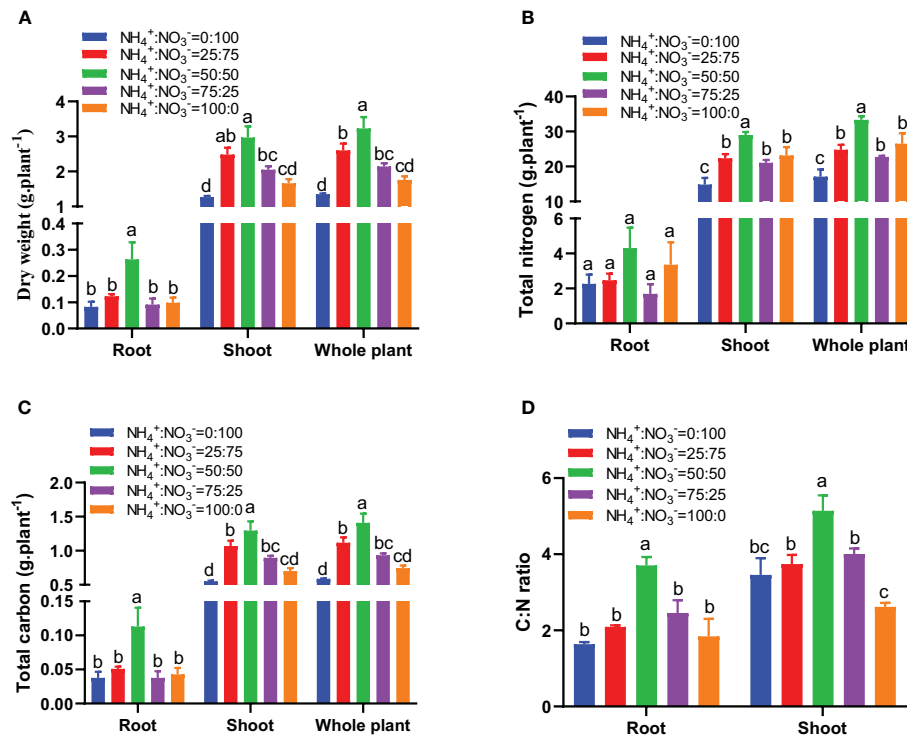 A
NH₄⁺:NO₃⁻=0:100
NH₄⁺:NO₃⁻=25:75
NH₄⁺:NO₃⁻=50:50
NH₄⁺:NO₃⁻=75:25
NH₄⁺:NO₃⁻=100:0
Dry weight (g.plant⁻¹)
4
3
2
1
0.4
0.3
0.2
0.1
0.0
b b a b b
d ab a bc cd
d b a bc cd
Root Shoot Whole plant
B
NH₄⁺:NO₃⁻=0:100
NH₄⁺:NO₃⁻=25:75
NH₄⁺:NO₃⁻=50:50
NH₄⁺:NO₃⁻=75:25
NH₄⁺:NO₃⁻=100:0
Total nitrogen (g.plant⁻¹)
40
30
20
10
6
4
2
0
a a a a a
c b a b b
c b a b b
Root Shoot Whole plant
C
NH₄⁺:NO₃⁻=0:100
NH₄⁺:NO₃⁻=25:75
NH₄⁺:NO₃⁻=50:50
NH₄⁺:NO₃⁻=75:25
NH₄⁺:NO₃⁻=100:0
Total carbon (g.plant⁻¹)
2.0
1.5
1.0
0.5
0.15
0.10
0.05
0.00
b b a b b
d b a bc cd
d b a bc cd
Root Shoot Whole plant
D
NH₄⁺:NO₃⁻=0:100
NH₄⁺:NO₃⁻=25:75
NH₄⁺:NO₃⁻=50:50
NH₄⁺:NO₃⁻=75:25
NH₄⁺:NO₃⁻=100:0
C:N ratio
6
4
2
0
b b a b b
bc b a b c
Root Shoot